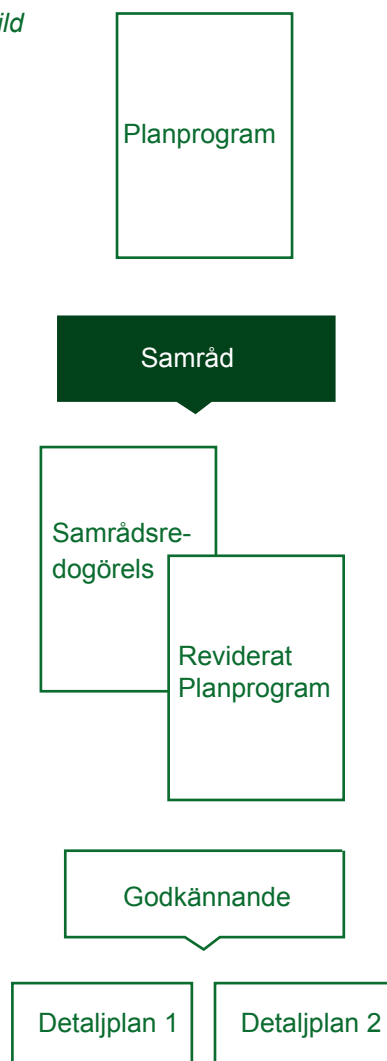 ild
Planprogram
Samråd
Samrådsre-
dogörels
Reviderat
Planprogram
Godkännande
Detaljplan 1
Detaljplan 2